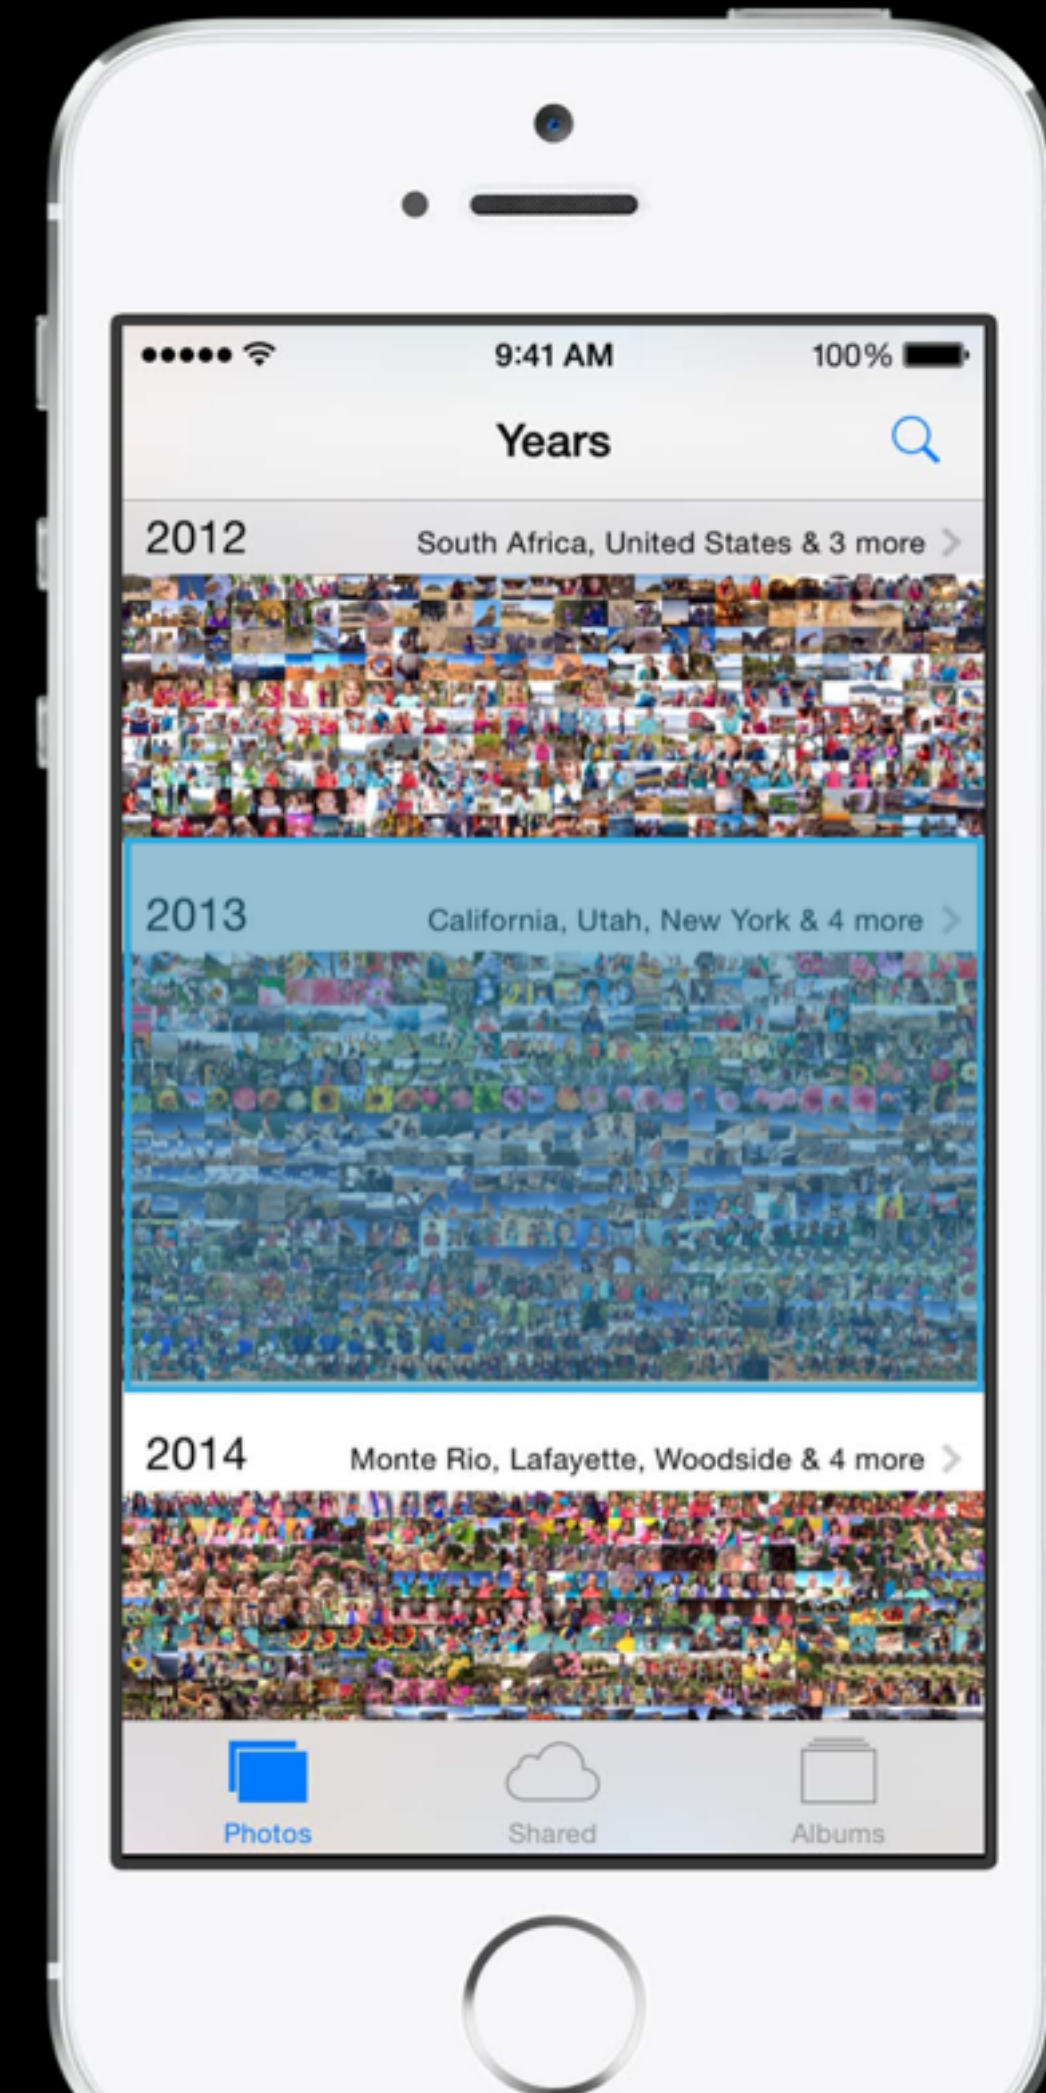 9:41 AM 100%
Years
2012 South Africa, United States & 3 more
2013 California, Utah, New York & 4 more
2014 Monte Rio, Lafayette, Woodside & 4 more
Photos Shared Albums